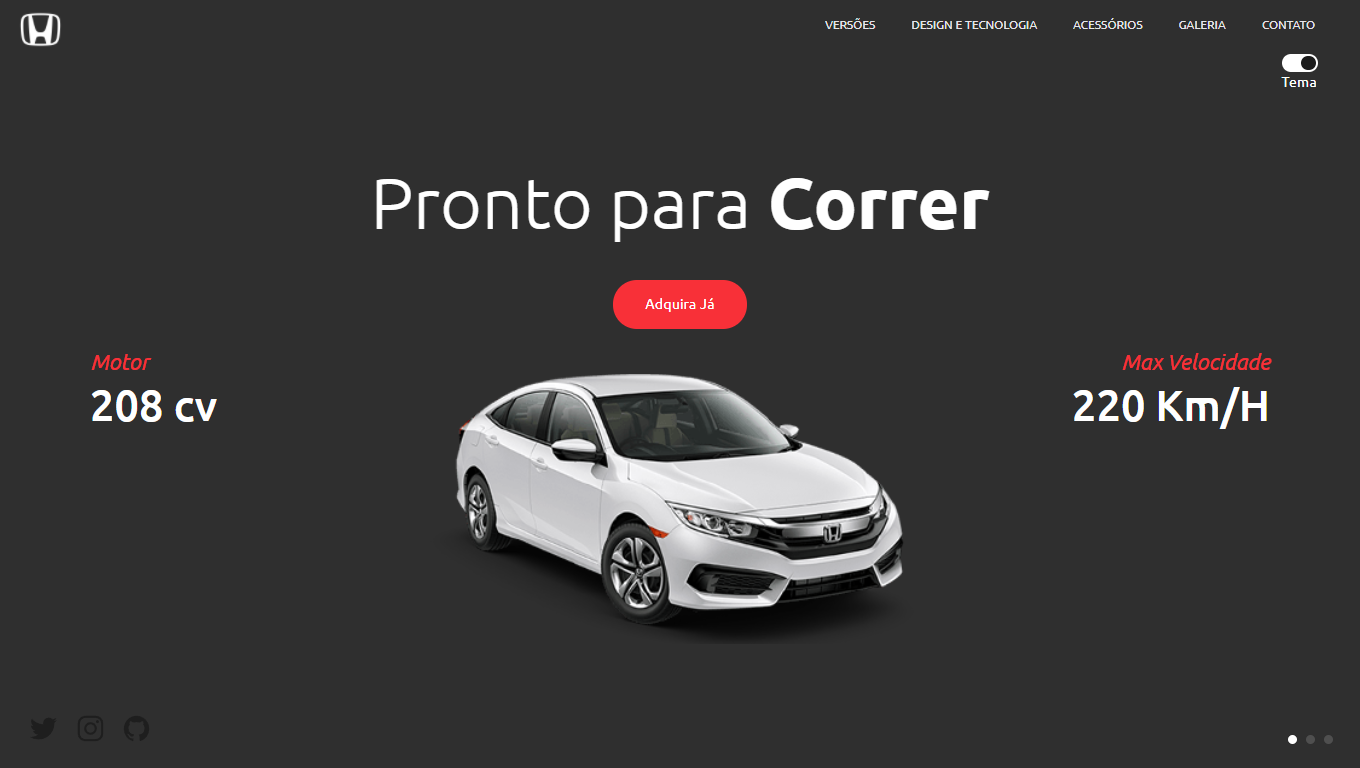 VERSÕES DESIGN E TECNOLOGIA ACESSÓRIOS GALERIA CONTATO
Tema
Pronto para Correr
Adquira Já
Motor
208 cv
Max Velocidade
220 Km/H